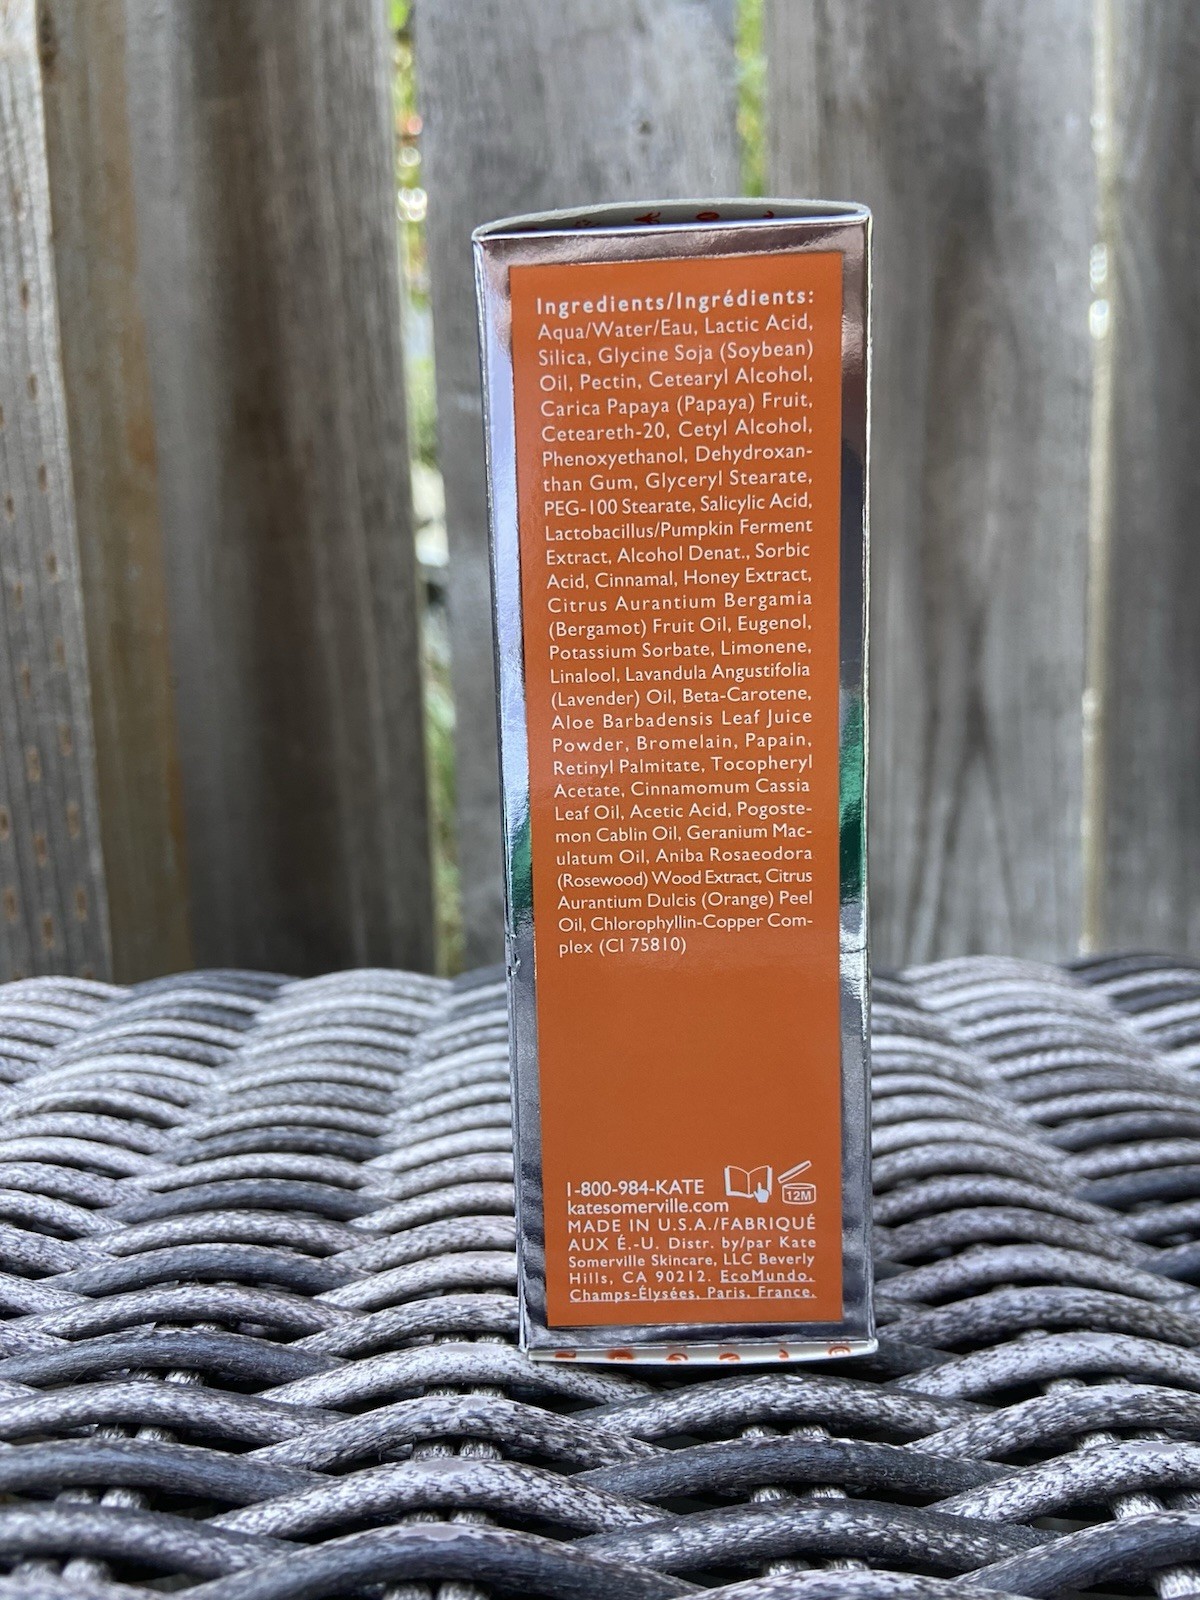 Ingredients/Ingrédients:
Aqua/Water/Eau, Lactic Acid,
Silica, Glycine Soja (Soybean)
Oil, Pectin, Cetearyl Alcohol,
Carica Papaya (Papaya) Fruit,
Ceteareth-20, Cetyl Alcohol,
Phenoxyethanol, Dehydroxan-
than Gum, Glyceryl Stearate,
PEG-100 Stearate, Salicylic Acid,
Lactobacillus/Pumpkin Ferment
Extract, Alcohol Denat., Sorbic
Acid, Cinnamal, Honey Extract,
Citrus Aurantium Bergamia
(Bergamot) Fruit Oil, Eugenol,
Potassium Sorbate, Limonene,
Linalool, Lavandula Angustifolia
(Lavender) Oil, Beta-Carotene,
Aloe Barbadensis Leaf Juice
Powder, Bromelain, Papain,
Retinyl Palmitate, Tocopheryl
Acetate, Cinnamomum Cassia
Leaf Oil, Acetic Acid, Pogoste-
mon Cablin Oil, Geranium Mac-
ulatum Oil, Aniba Rosaeodora
(Rosewood) Wood Extract, Citrus
Aurantium Dulcis (Orange) Peel
Oil, Chlorophyllin-Copper Com-
plex (CI 75810)
1-800-984-KATE
12M
katesomerville.com
MADE IN U.S.A./FABRIQUÉ
AUX É.-U. Distr. by/par Kate
Somerville Skincare, LLC Beverly
Hills, CA 90212. EcoMundo,
Champs-Élysées, Paris, France.